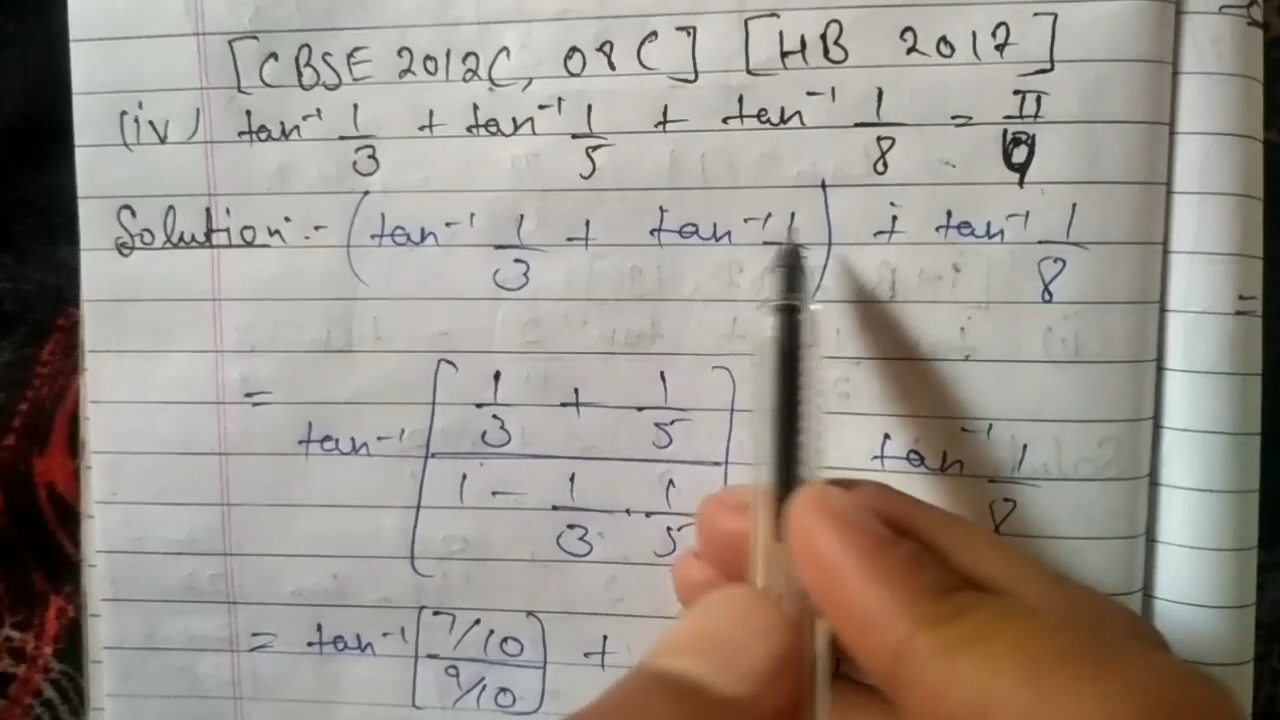 [CBSE 2012C, 08C] [HB 2017]
(iv) tan⁻¹ 1/3 + tan⁻¹ 1/5 + tan⁻¹ 1/8 = π
Solution:- (tan⁻¹ 1/3 + tan⁻¹ 1/) + tan⁻¹ 1/8
= tan⁻¹ [(1/3 + 1/5)/(1 - 1/3 · 1/5)] tan⁻¹ 1/8
= tan⁻¹ [(7/10)/(9/10)] +